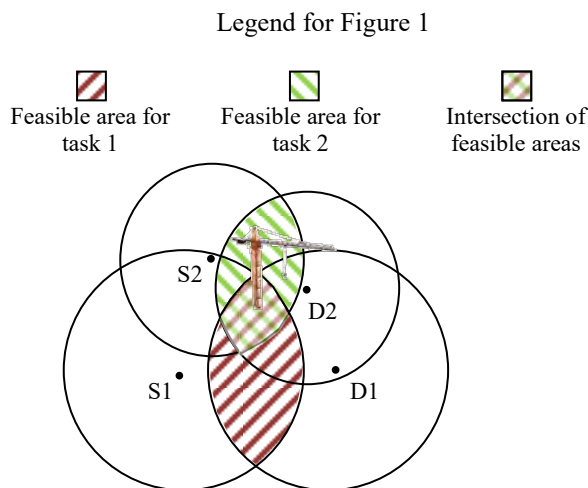 Legend for Figure 1
Feasible area for
task 1
Feasible area for
task 2
Intersection of
feasible areas
S2
D2
S1
D1